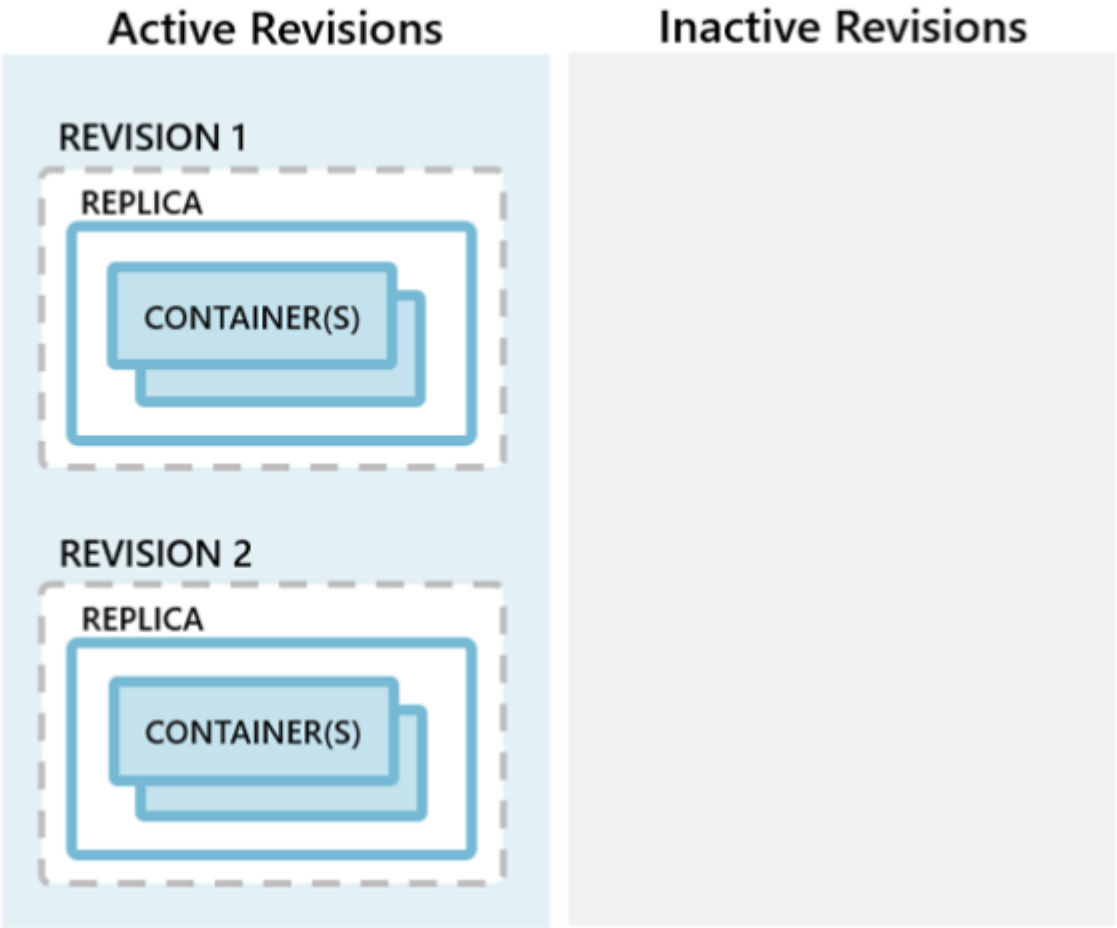 Active Revisions
Inactive Revisions
REVISION 1
REPLICA
CONTAINER(S)
REVISION 2
REPLICA
CONTAINER(S)